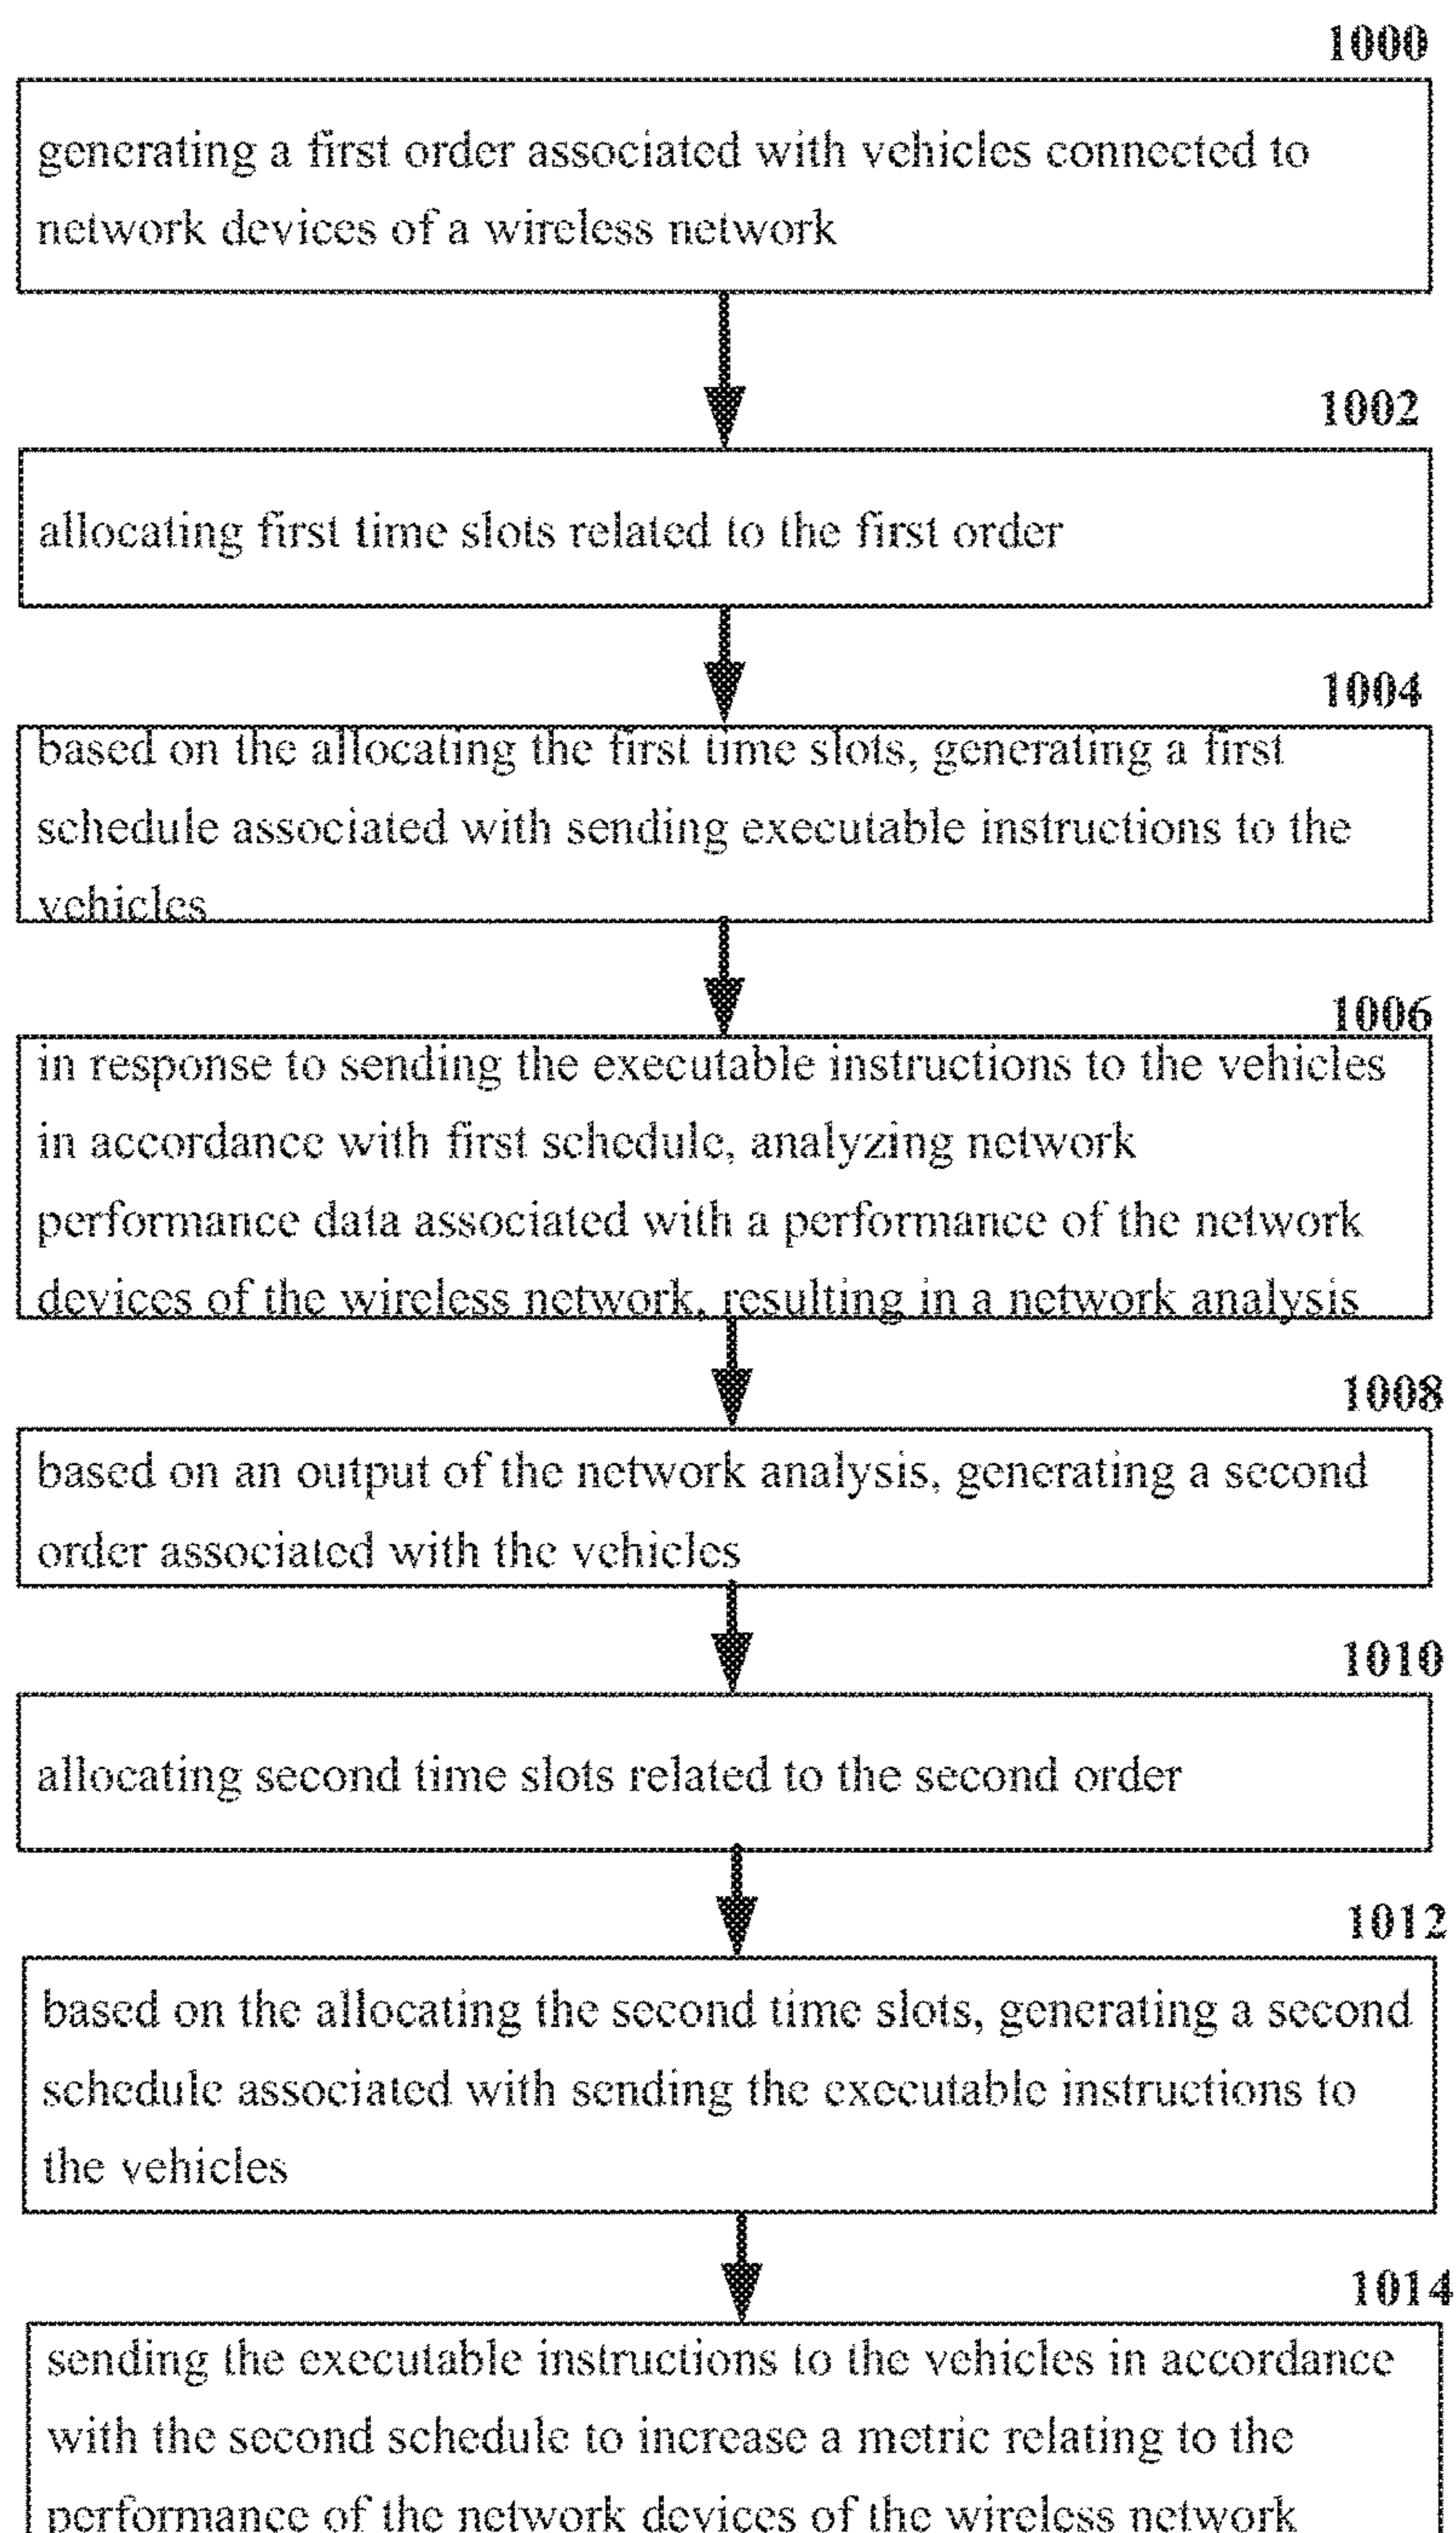 1000
generating a first order associated with vehicles connected to
network devices of a wireless network
1002
allocating first time slots related to the first order
1004
based on the allocating the first time slots, generating a first
schedule associated with sending executable instructions to the
vehicles
1006
in response to sending the executable instructions to the vehicles
in accordance with first schedule, analyzing network
performance data associated with a performance of the network
devices of the wireless network, resulting in a network analysis
1008
based on an output of the network analysis, generating a second
order associated with the vehicles
1010
allocating second time slots related to the second order
1012
based on the allocating the second time slots, generating a second
schedule associated with sending the executable instructions to
the vehicles
1014
sending the executable instructions to the vehicles in accordance
with the second schedule to increase a metric relating to the
performance of the network devices of the wireless network